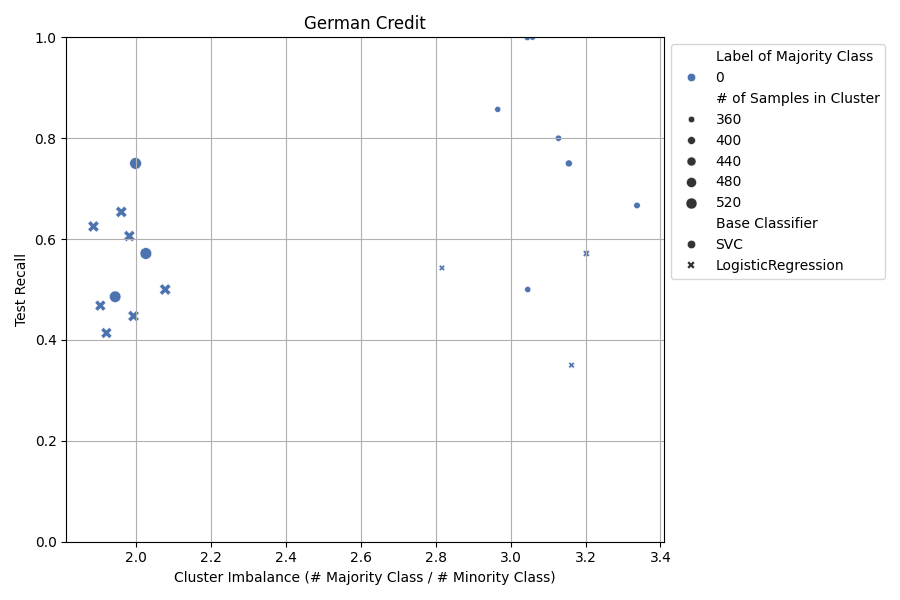 German Credit
1.0
0.8
0.6
0.4
0.2
0.0
Test Recall
2.0 2.2 2.4 2.6 2.8 3.0 3.2 3.4
Cluster Imbalance (# Majority Class / # Minority Class)
Label of Majority Class
0
# of Samples in Cluster
360
400
440
480
520
Base Classifier
SVC
LogisticRegression